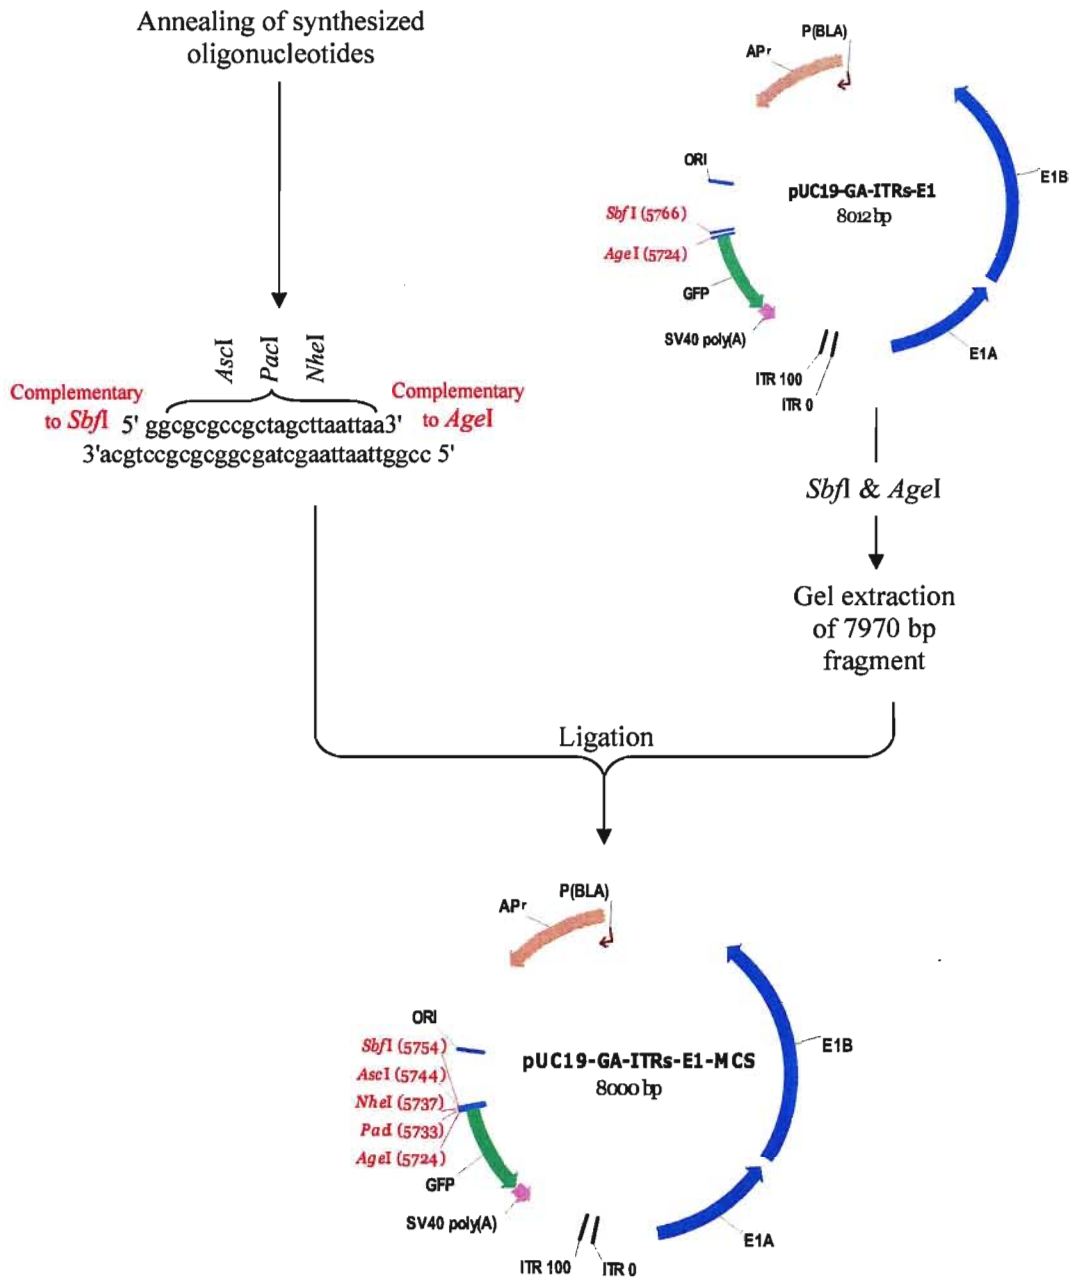 Annealing of synthesized
oligonucleotides
P(BLA)
APr
ORI
E1B
pUC19-GA-ITRs-E1
8012bp
SbfI (5766)
AgeI (5724)
GFP
SV40 poly(A)
E1A
ITR 100
ITR 0
AscI
PacI
NheI
Complementary
to SbfI
Complementary
to AgeI
5' ggcgcgccgctagcttaattaa3'
3'acgtccgcgcggcgatcgaattaattggcc 5'
SbfI & AgeI
Gel extraction
of 7970 bp
fragment
Ligation
P(BLA)
APr
ORI
SbfI (5754)
AscI (5744)
NheI (5737)
PacI (5733)
AgeI (5724)
pUC19-GA-ITRs-E1-MCS
8000bp
E1B
GFP
SV40 poly(A)
E1A
ITR 100
ITR 0